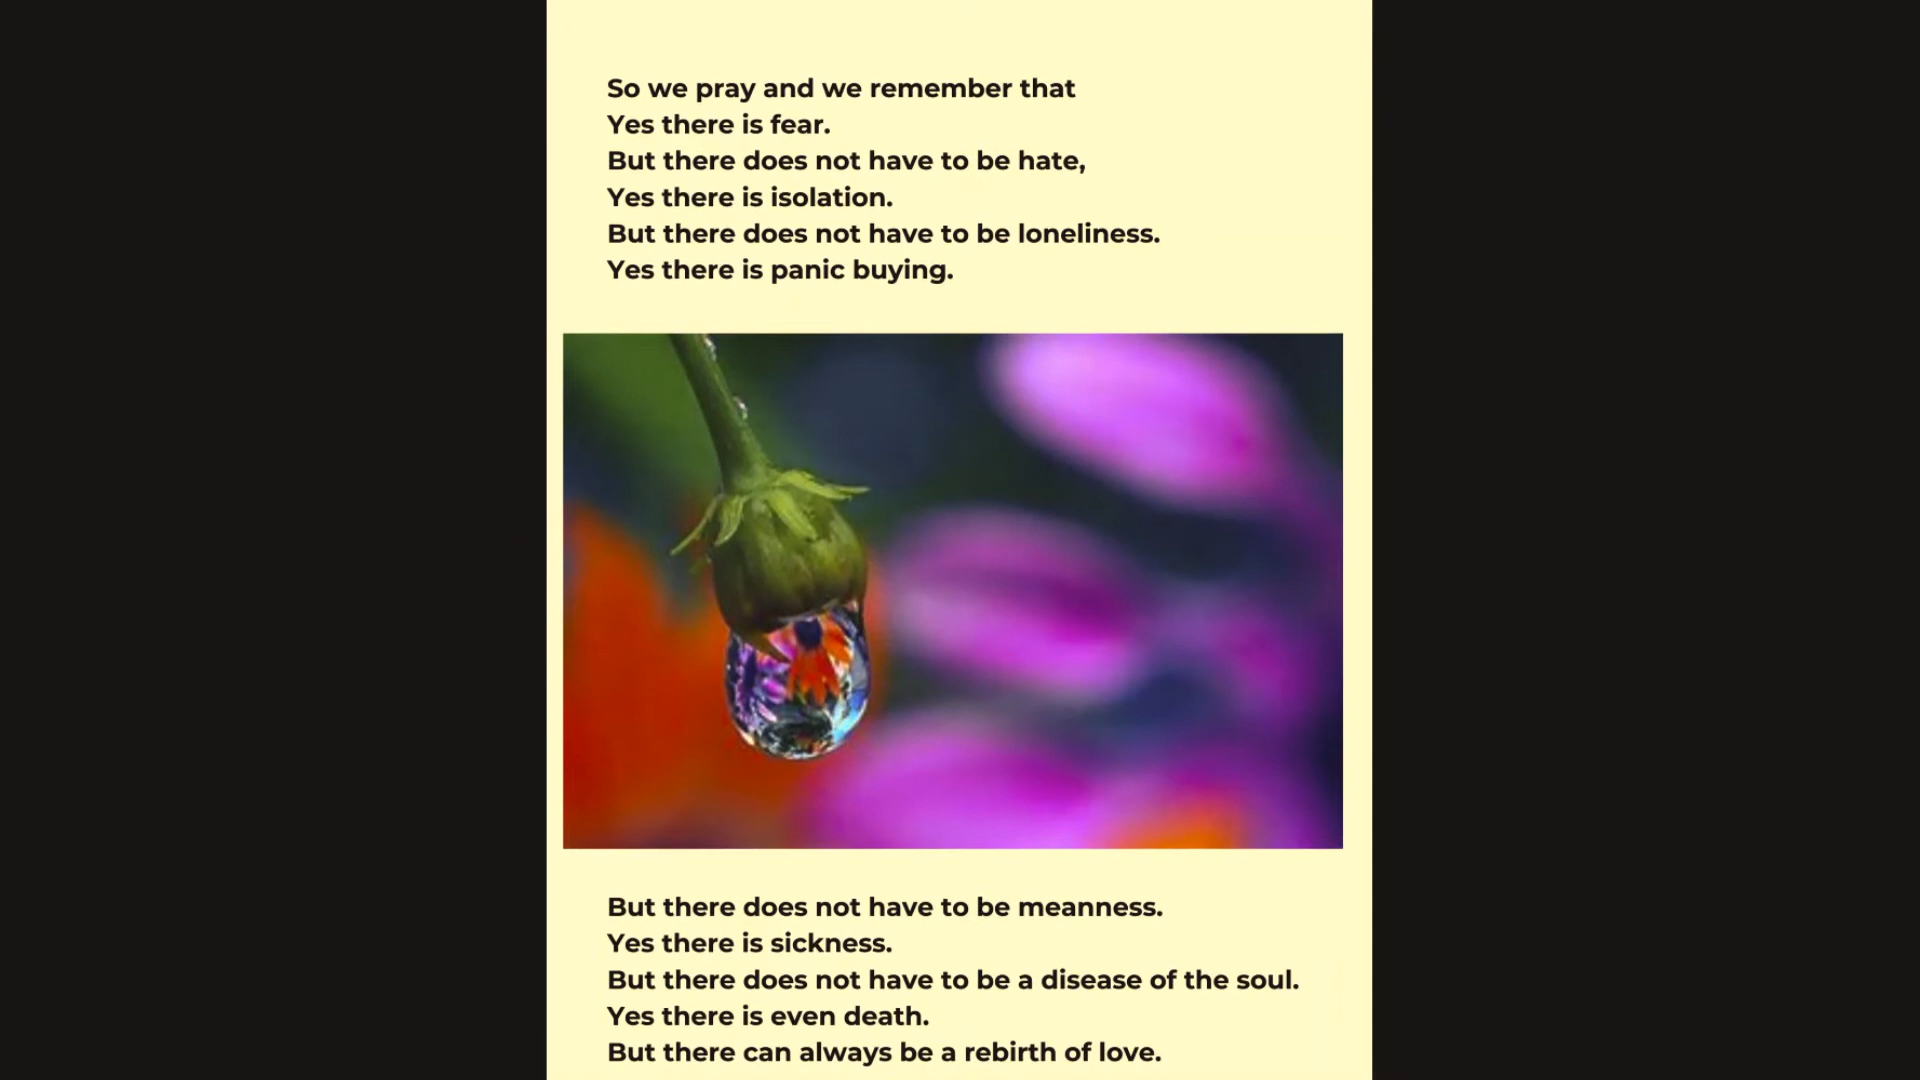 So we pray and we remember that
Yes there is fear.
But there does not have to be hate,
Yes there is isolation.
But there does not have to be loneliness.
Yes there is panic buying.
But there does not have to be meanness.
Yes there is sickness.
But there does not have to be a disease of the soul.
Yes there is even death.
But there can always be a rebirth of love.